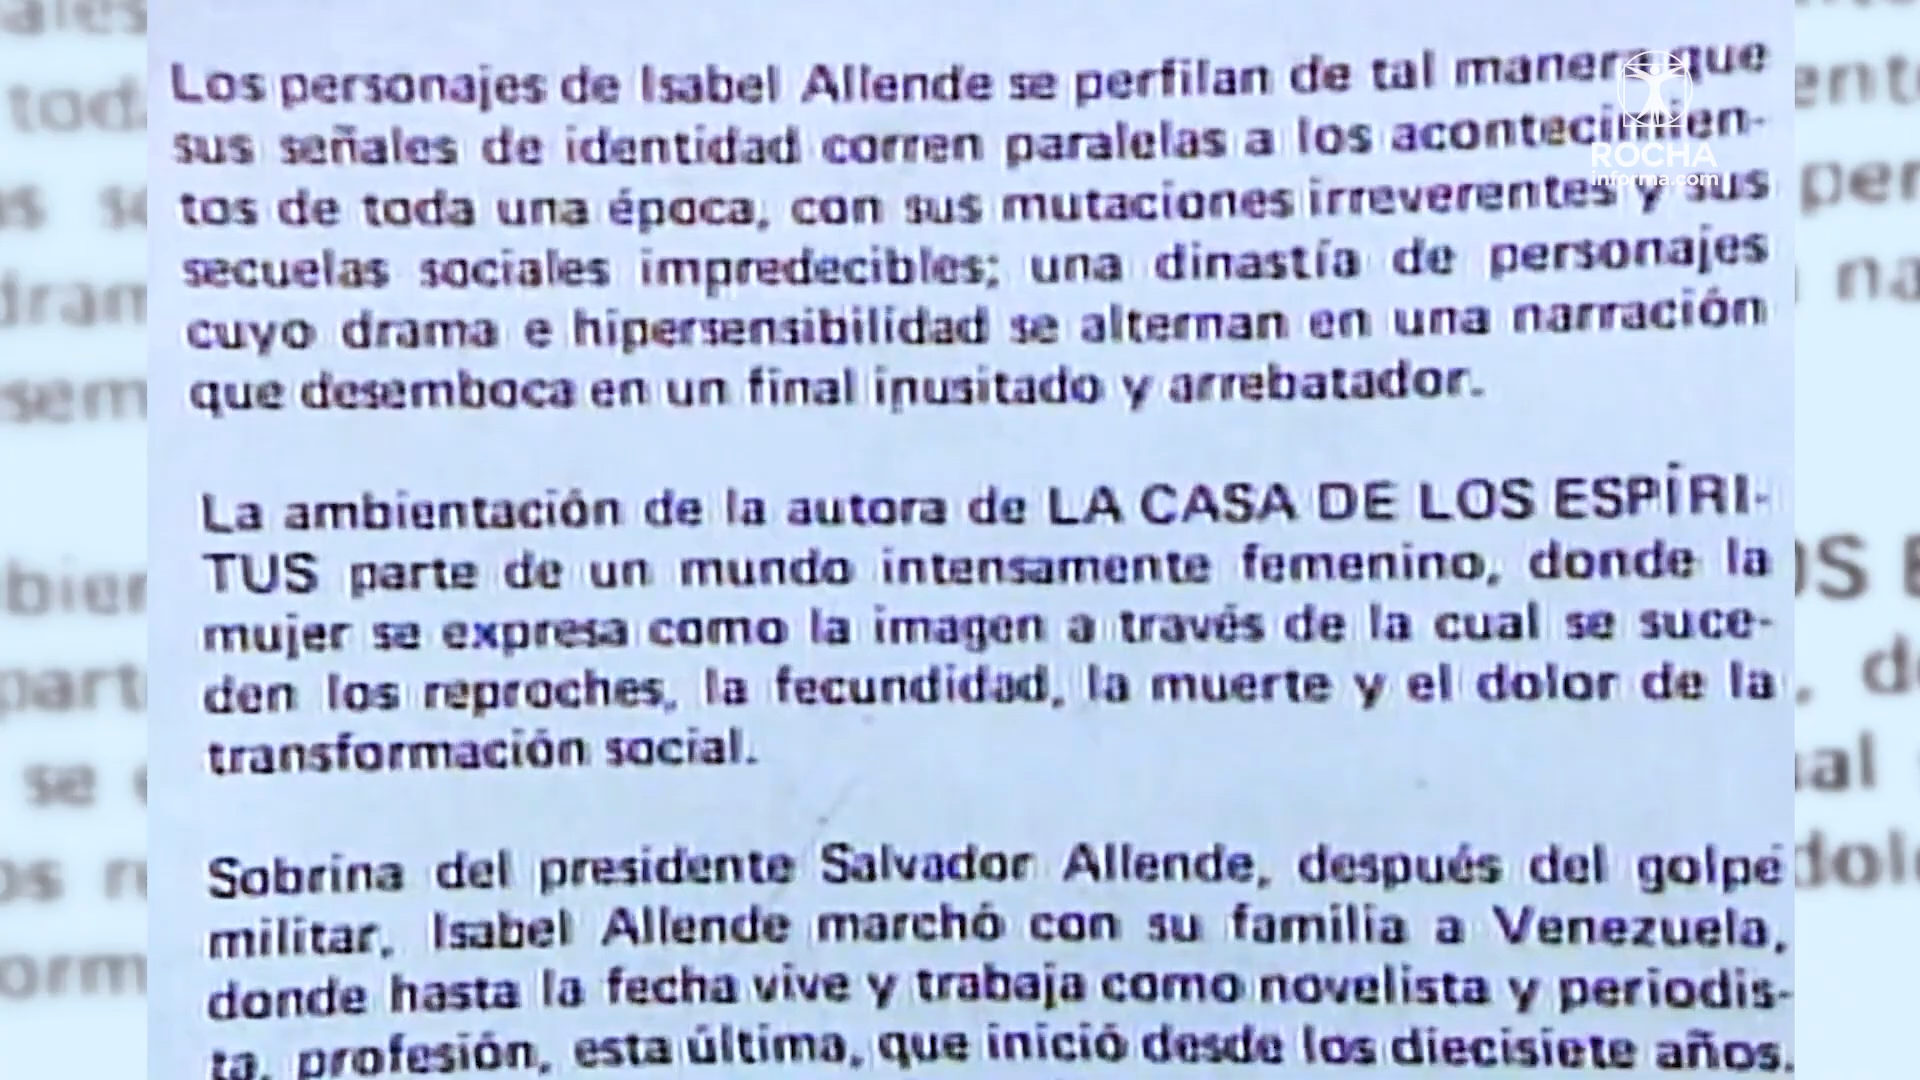 Los personajes de Isabel Allende se perfilan de tal manera que
sus señales de identidad corren paralelas a los acontecimien-
tos de toda una época, con sus mutaciones irreverentes y sus
secuelas sociales impredecibles; una dinastía de personajes
cuyo drama e hipersensibilidad se alternan en una narración
que desemboca en un final inusitado y arrebatador.
La ambientación de la autora de LA CASA DE LOS ESPÍRI-
TUS parte de un mundo intensamente femenino, donde la
mujer se expresa como la imagen a través de la cual se suce-
den los reproches, la fecundidad, la muerte y el dolor de la
transformación social.
Sobrina del presidente Salvador Allende, después del golpe
militar, Isabel Allende marchó con su familia a Venezuela,
donde hasta la fecha vive y trabaja como novelista y periodis-
ta, profesión, esta última, que inició desde los diecisiete años.
ROCHA
informa.com